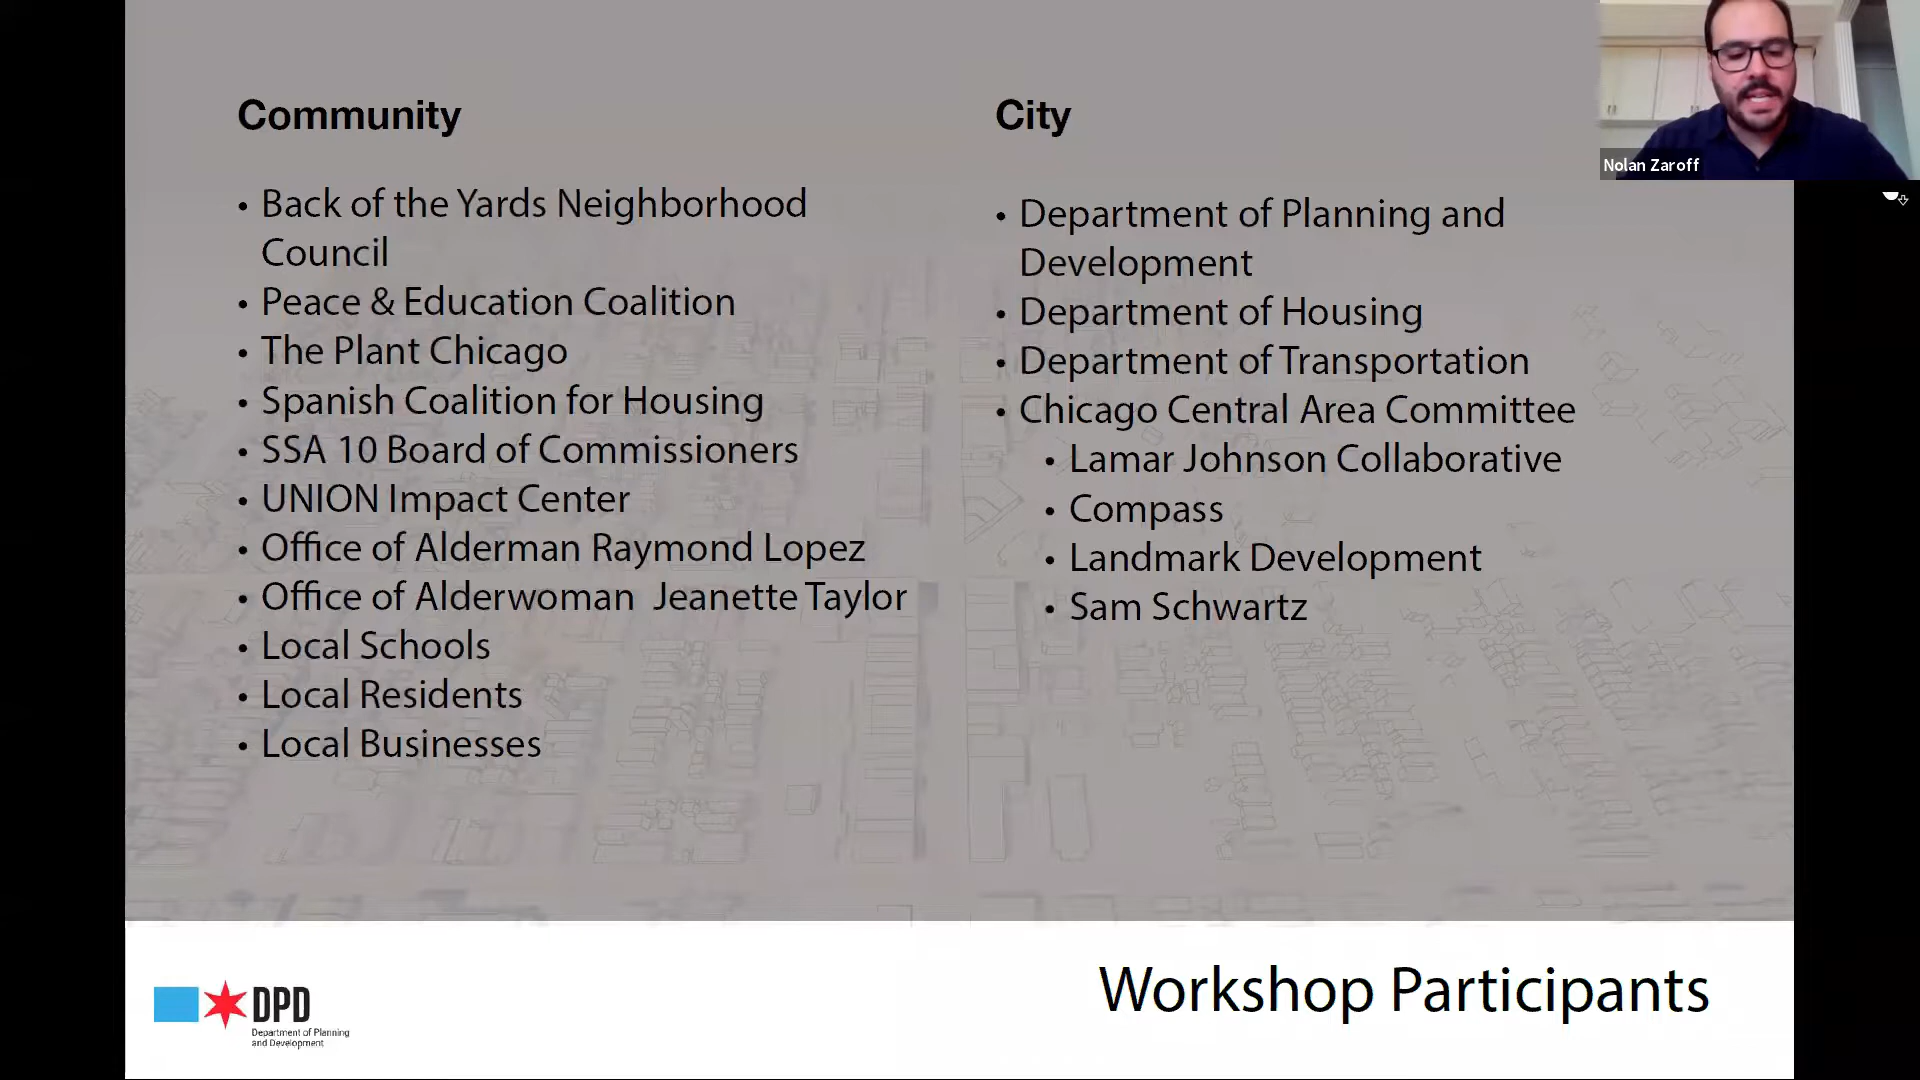 Community
• Back of the Yards Neighborhood
Council
• Peace & Education Coalition
• The Plant Chicago
• Spanish Coalition for Housing
• SSA 10 Board of Commissioners
• UNION Impact Center
• Office of Alderman Raymond Lopez
• Office of Alderwoman  Jeanette Taylor
• Local Schools
• Local Residents
• Local Businesses
City
• Department of Planning and
Development
• Department of Housing
• Department of Transportation
• Chicago Central Area Committee
• Lamar Johnson Collaborative
• Compass
• Landmark Development
• Sam Schwartz
Nolan Zaroff
DPD
Department of Planning
and Development
Workshop Participants